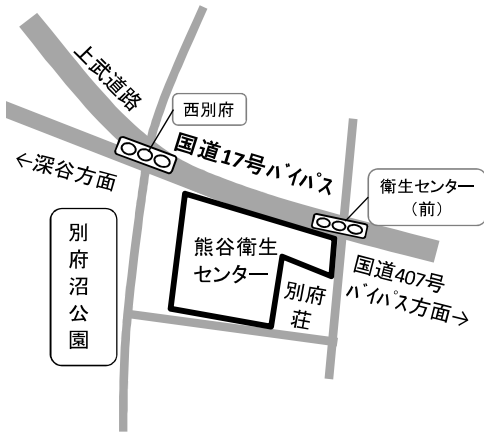 上武道路
西別府
国道17号バイパス
←深谷方面
衛生センター
（前）
熊谷衛生
センター
別府沼公園
別府
荘
国道407号
バイパス方面→